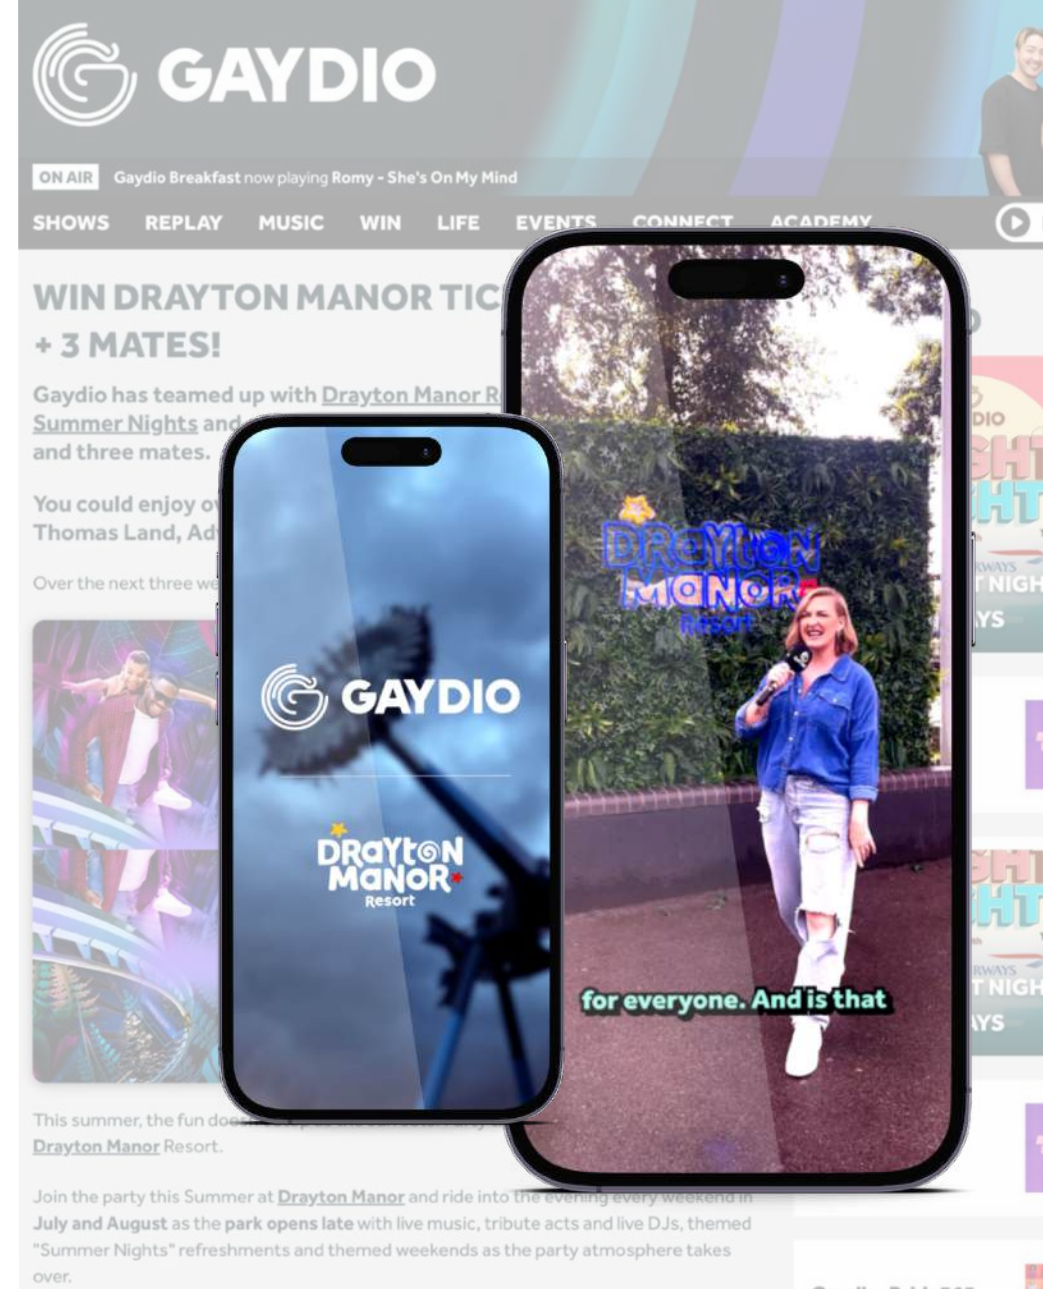 GAYDIO
ON AIR Gaydio Breakfast now playing Romy - She's On My Mind
SHOWS REPLAY MUSIC WIN LIFE EVENTS CONNECT ACADEMY
WIN DRAYTON MANOR
+ 3 MATES!
Gaydio has teamed up with Drayton Manor
Summer Nights and
and three mates.
You could enjoy
Thomas Land,
Over the next three
GAYDIO
DRAYTON
MANOR
Resort
DRAYTON
MANOR
Resort
for everyone. And is that
This summer, the fun
Drayton Manor Resort.
Join the party this Summer at Drayton Manor and ride into the evening every weekend in
July and August as the park opens late with live music, tribute acts and live DJs, themed
"Summer Nights" refreshments and themed weekends as the party atmosphere takes
over.